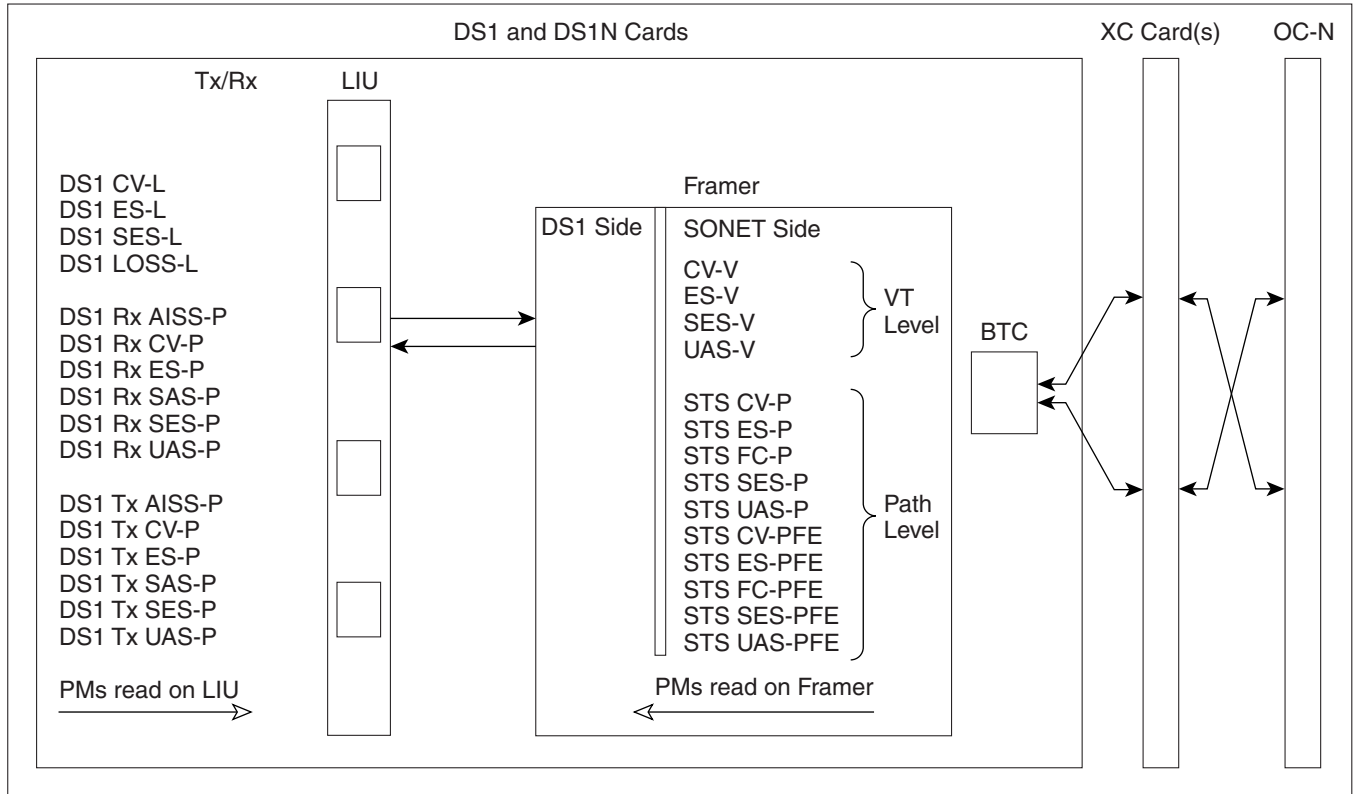 DS1 and DS1N Cards
XC Card(s)
OC-N
Tx/Rx
LIU
DS1 CV-L
DS1 ES-L
DS1 SES-L
DS1 LOSS-L
DS1 Rx AISS-P
DS1 Rx CV-P
DS1 Rx ES-P
DS1 Rx SAS-P
DS1 Rx SES-P
DS1 Rx UAS-P
DS1 Tx AISS-P
DS1 Tx CV-P
DS1 Tx ES-P
DS1 Tx SAS-P
DS1 Tx SES-P
DS1 Tx UAS-P
PMs read on LIU
Framer
DS1 Side
SONET Side
CV-V
ES-V
SES-V
UAS-V
VT
Level
STS CV-P
STS ES-P
STS FC-P
STS SES-P
STS UAS-P
STS CV-PFE
STS ES-PFE
STS FC-PFE
STS SES-PFE
STS UAS-PFE
Path
Level
PMs read on Framer
BTC